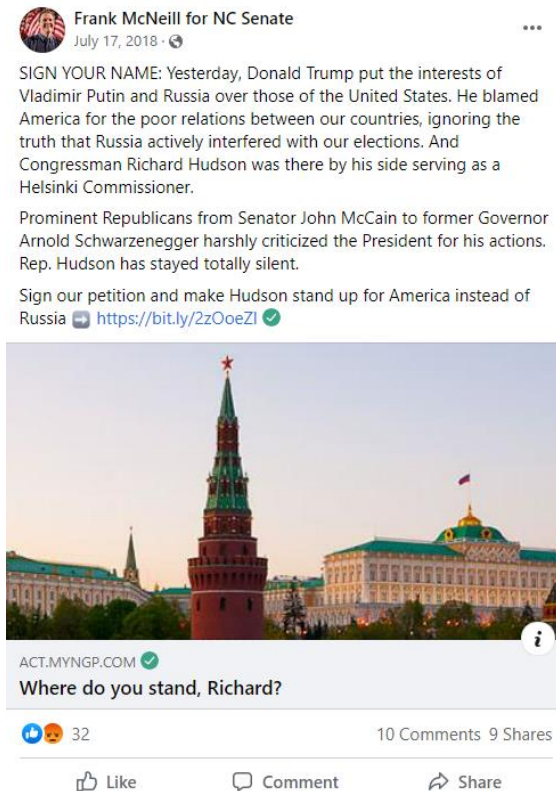 Frank McNeill for NC Senate
July 17, 2018 ·
SIGN YOUR NAME: Yesterday, Donald Trump put the interests of
Vladimir Putin and Russia over those of the United States. He blamed
America for the poor relations between our countries, ignoring the
truth that Russia actively interfered with our elections. And
Congressman Richard Hudson was there by his side serving as a
Helsinki Commissioner.
Prominent Republicans from Senator John McCain to former Governor
Arnold Schwarzenegger harshly criticized the President for his actions.
Rep. Hudson has stayed totally silent.
Sign our petition and make Hudson stand up for America instead of
Russia ➡️ https://bit.ly/2zOoeZl
ACT.MYNGP.COM
Where do you stand, Richard?
32
10 Comments 9 Shares
Like Comment Share